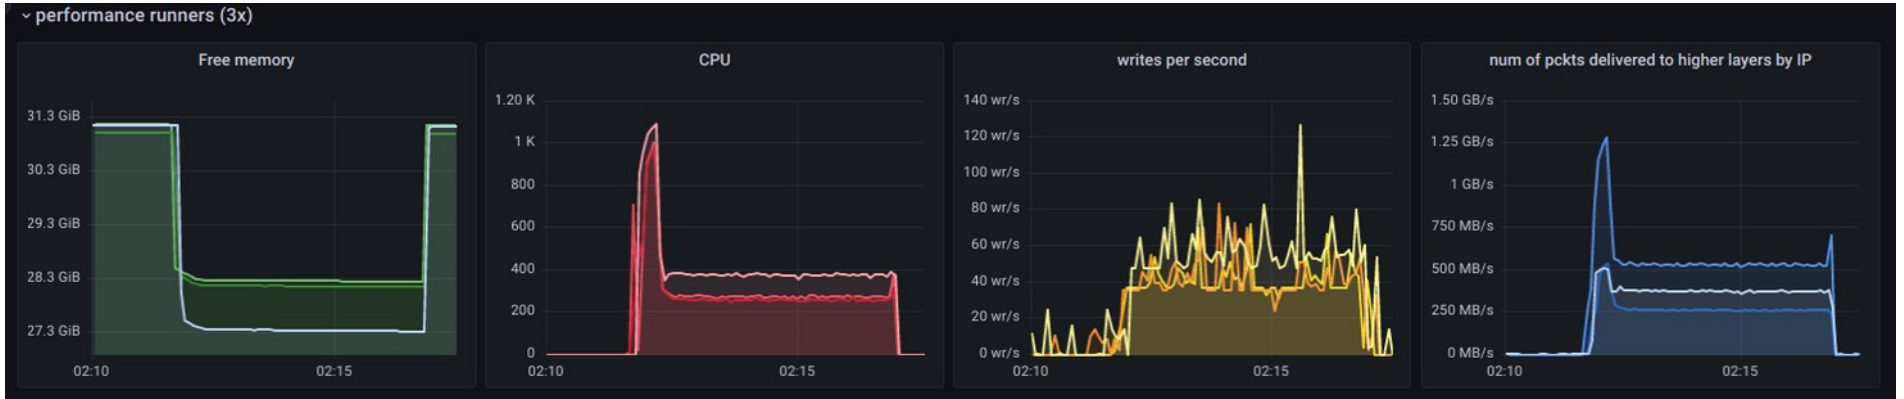 performance runners (3x)
Free memory
31.3 GiB
30.3 GiB
29.3 GiB
28.3 GiB
27.3 GiB
02:10 02:15
CPU
1.20 K
1 K
800
600
400
200
0
02:10 02:15
writes per second
140 wr/s
120 wr/s
100 wr/s
80 wr/s
60 wr/s
40 wr/s
20 wr/s
0 wr/s
02:10 02:15
num of pckts delivered to higher layers by IP
1.50 GB/s
1.25 GB/s
1 GB/s
750 MB/s
500 MB/s
250 MB/s
0 MB/s
02:10 02:15